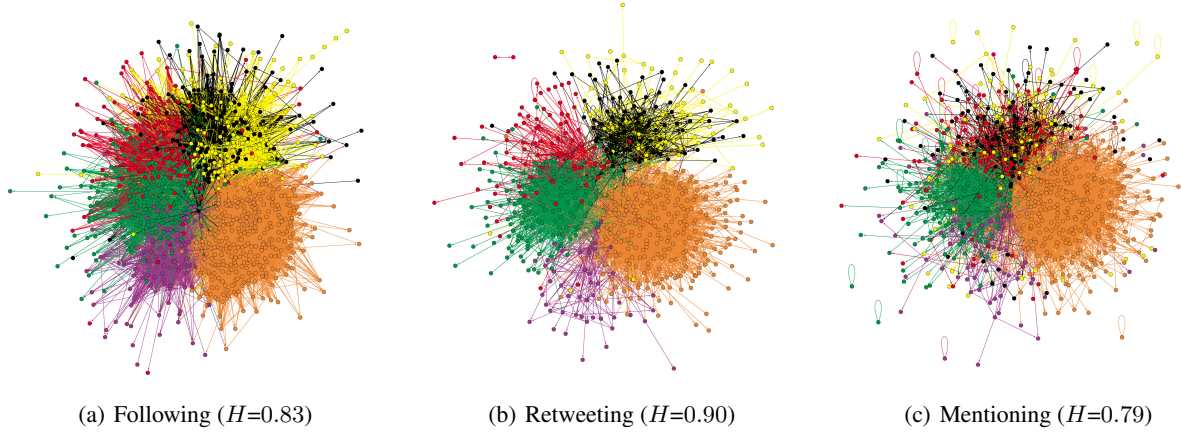 (a) Following (H=0.83)
(b) Retweeting (H=0.90)
(c) Mentioning (H=0.79)